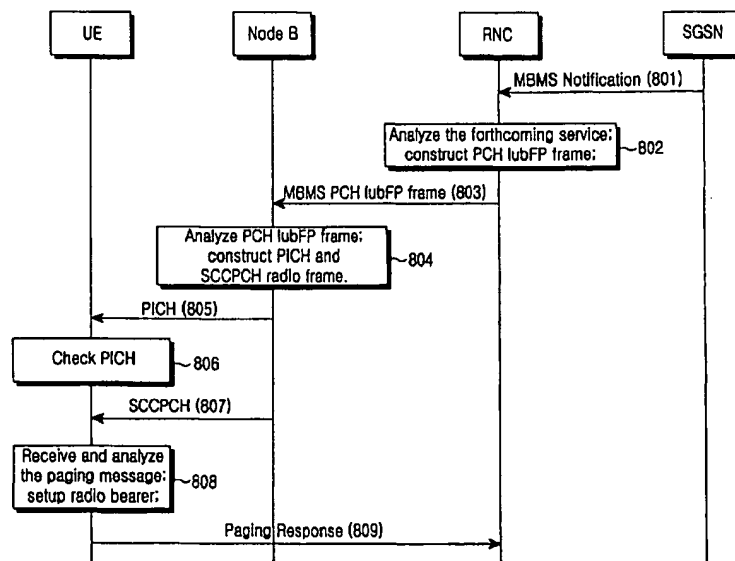 UE
Node B
RNC
SGSN
MBMS Notification (801)
Analyze the forthcoming service;
construct PCH IubFP frame;
802
MBMS PCH IubFP frame (803)
Analyze PCH IubFP frame;
construct PICH and
SCCPCH radio frame.
804
PICH (805)
Check PICH
806
SCCPCH (807)
Receive and analyze
the paging message;
setup radio bearer;
808
Paging Response (809)